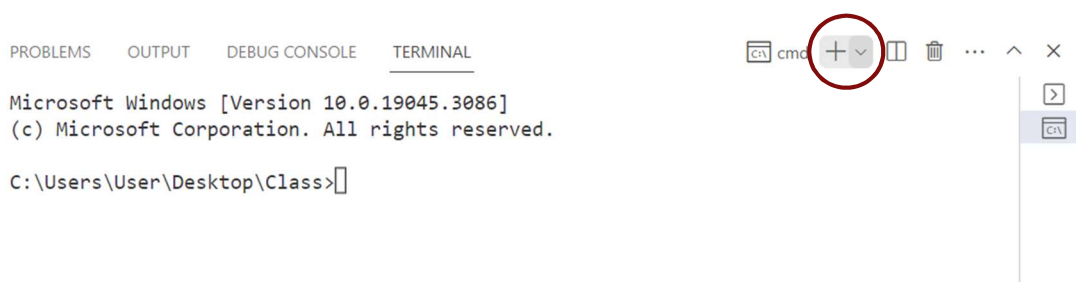 PROBLEMS OUTPUT DEBUG CONSOLE TERMINAL cmd
Microsoft Windows [Version 10.0.19045.3086]
(c) Microsoft Corporation. All rights reserved.
C:\Users\User\Desktop\Class>